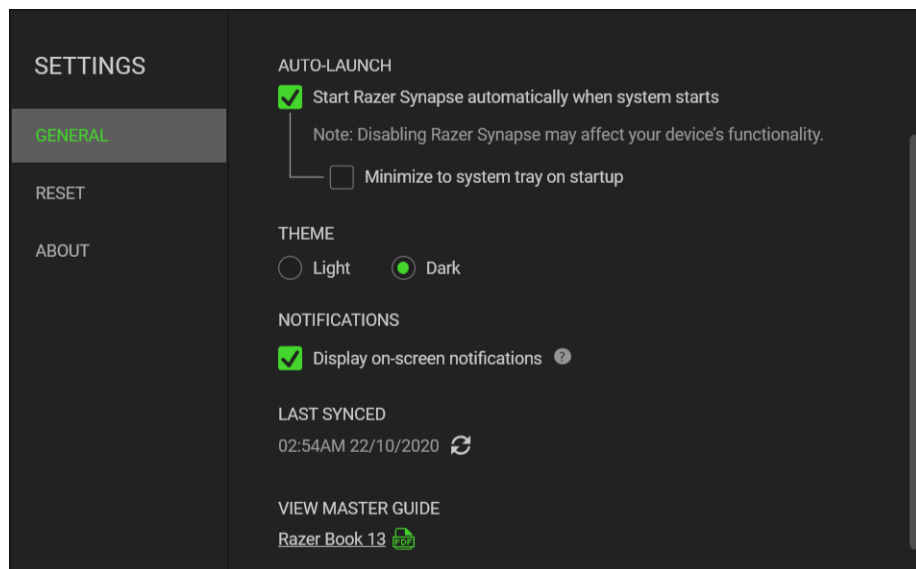 SETTINGS
GENERAL
RESET
ABOUT
AUTO-LAUNCH
Start Razer Synapse automatically when system starts
Note: Disabling Razer Synapse may affect your device's functionality.
Minimize to system tray on startup
THEME
Light Dark
NOTIFICATIONS
Display on-screen notifications ?
LAST SYNCED
02:54AM 22/10/2020
VIEW MASTER GUIDE
Razer Book 13 PDF